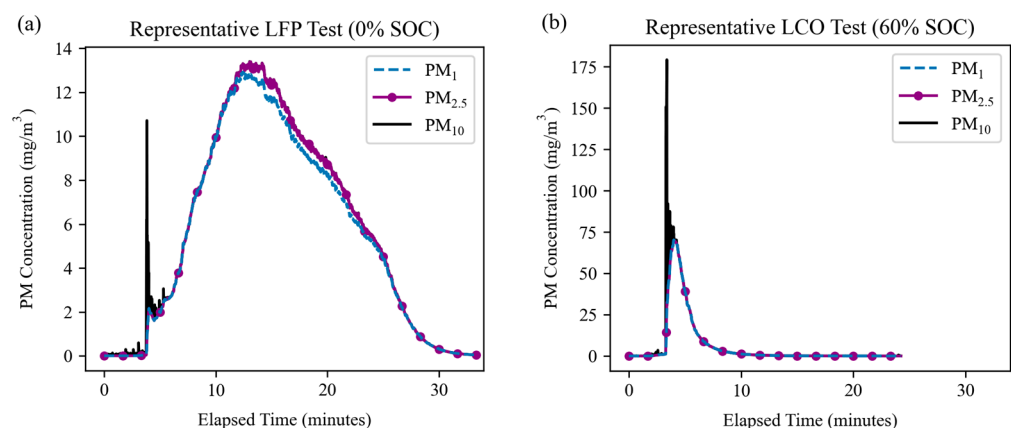 (a)
Representative LFP Test (0% SOC)
14
12
10
8
6
4
2
0
PM Concentration (mg/m³)
PM₁
PM₂.₅
PM₁₀
0
10
20
30
Elapsed Time (minutes)
(b)
Representative LCO Test (60% SOC)
175
150
125
100
75
50
25
0
PM Concentration (mg/m³)
PM₁
PM₂.₅
PM₁₀
0
10
20
30
Elapsed Time (minutes)